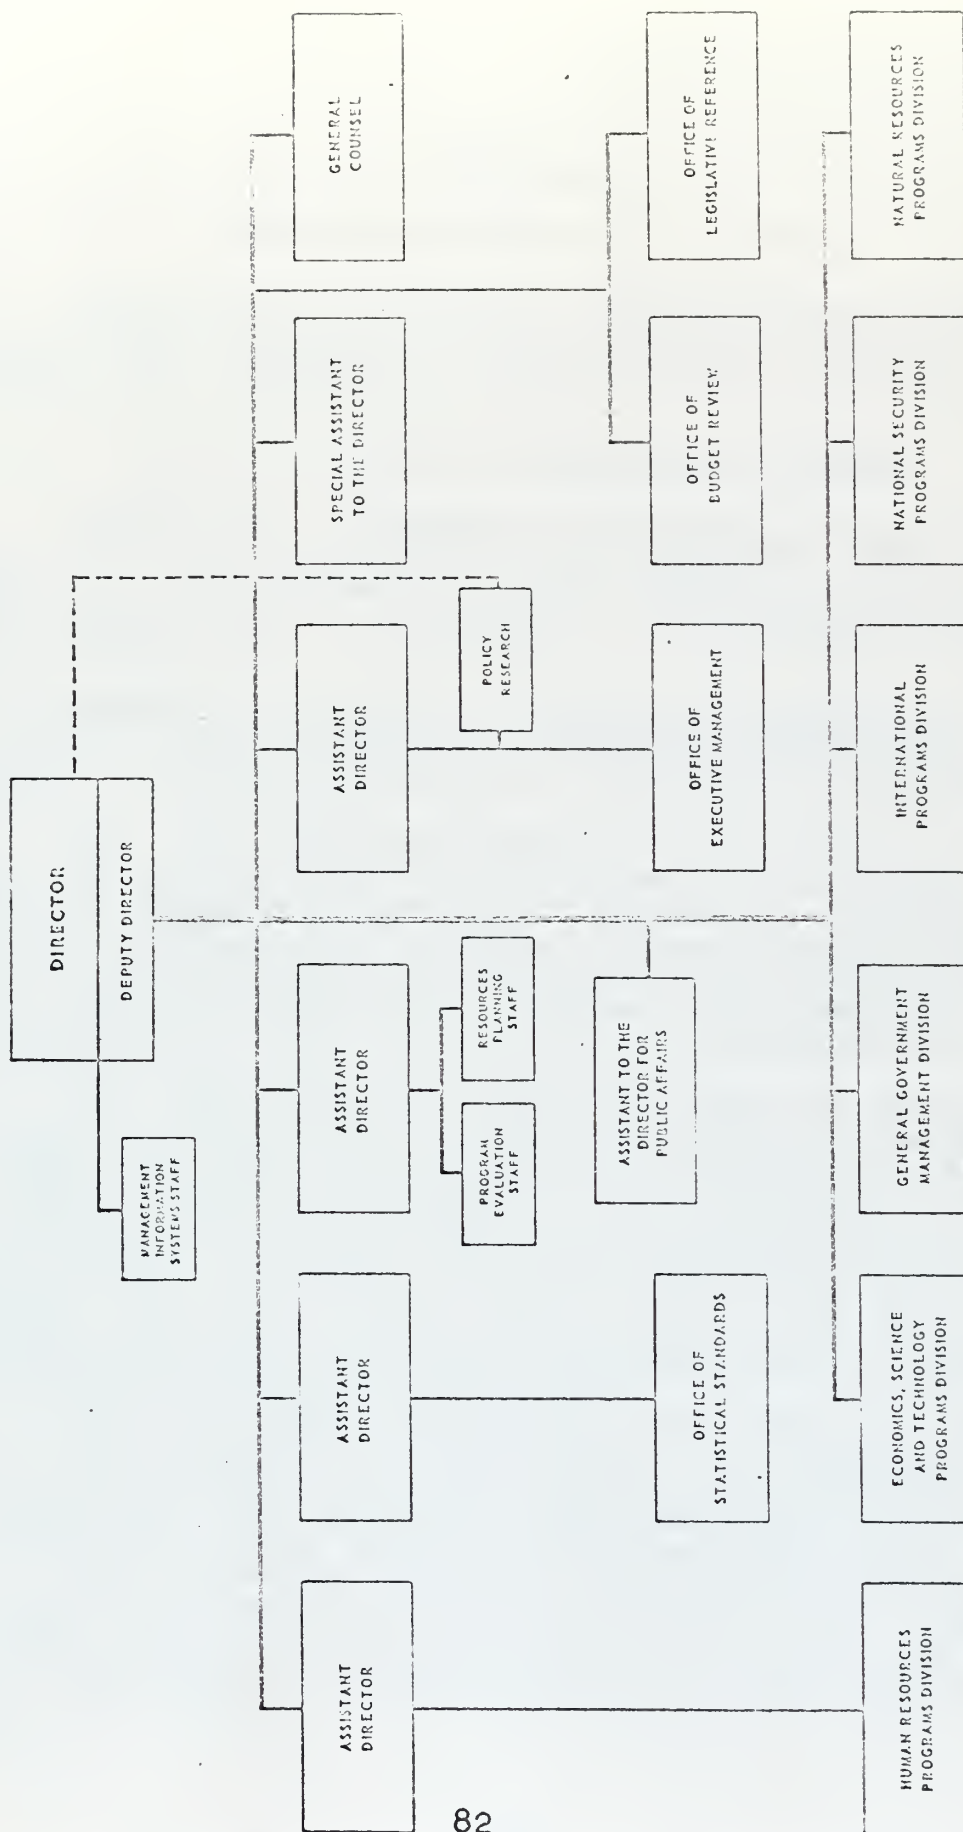 DIRECTOR
DEPUTY DIRECTOR
MANAGEMENT
INFORMATION
SYSTEMS STAFF
ASSISTANT
DIRECTOR
ASSISTANT
DIRECTOR
ASSISTANT
DIRECTOR
ASSISTANT
DIRECTOR
SPECIAL ASSISTANT
TO THE DIRECTOR
GENERAL
COUNSEL
PROGRAM
EVALUATION
STAFF
RESOURCES
PLANNING
STAFF
POLICY
RESEARCH
ASSISTANT TO THE
DIRECTOR FOR
PUBLIC AFFAIRS
OFFICE OF
STATISTICAL STANDARDS
OFFICE OF
EXECUTIVE MANAGEMENT
OFFICE OF
BUDGET REVIEW
OFFICE OF
LEGISLATIVE REFERENCE
HUMAN RESOURCES
PROGRAMS DIVISION
ECONOMICS, SCIENCE
AND TECHNOLOGY
PROGRAMS DIVISION
GENERAL GOVERNMENT
MANAGEMENT DIVISION
INTERNATIONAL
PROGRAMS DIVISION
NATIONAL SECURITY
PROGRAMS DIVISION
NATURAL RESOURCES
PROGRAMS DIVISION
82